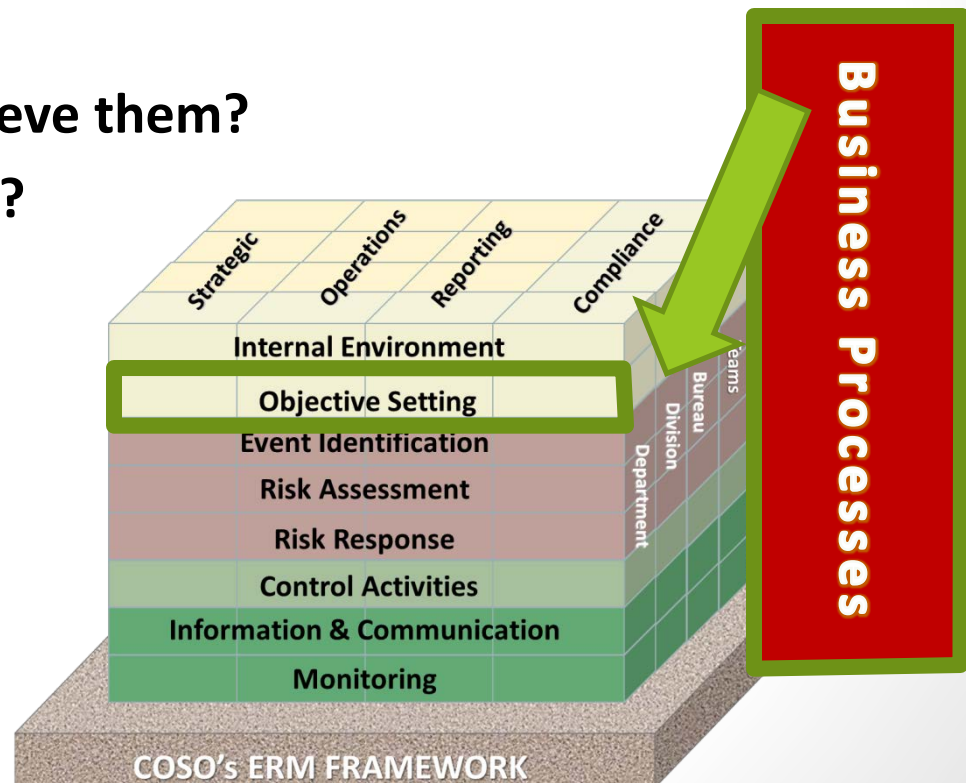 eve them?
?
Business Processes
Strategic
Operations
Reporting
Compliance
Internal Environment
Objective Setting
Event Identification
Risk Assessment
Risk Response
Control Activities
Information & Communication
Monitoring
Department
Division
Bureau
eams
COSO's ERM FRAMEWORK